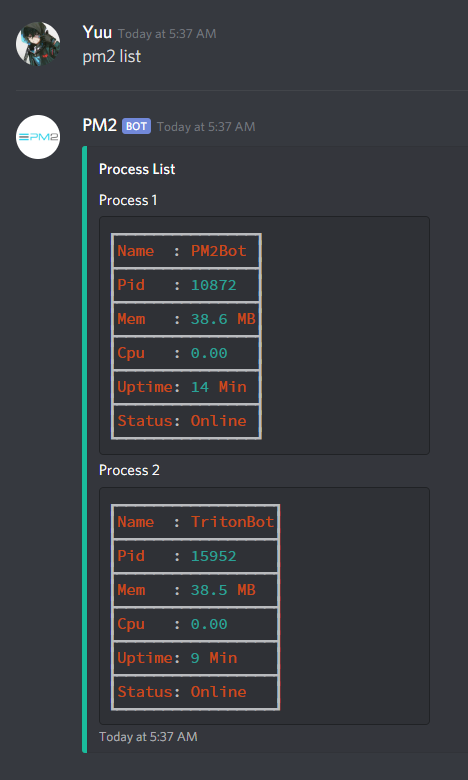 Yuu Today at 5:37 AM
pm2 list
PM2
PM2 BOT Today at 5:37 AM
Process List
Process 1
Name : PM2Bot
Pid : 10872
Mem : 38.6 MB
Cpu : 0.00
Uptime: 14 Min
Status: Online
Process 2
Name : TritonBot
Pid : 15952
Mem : 38.5 MB
Cpu : 0.00
Uptime: 9 Min
Status: Online
Today at 5:37 AM